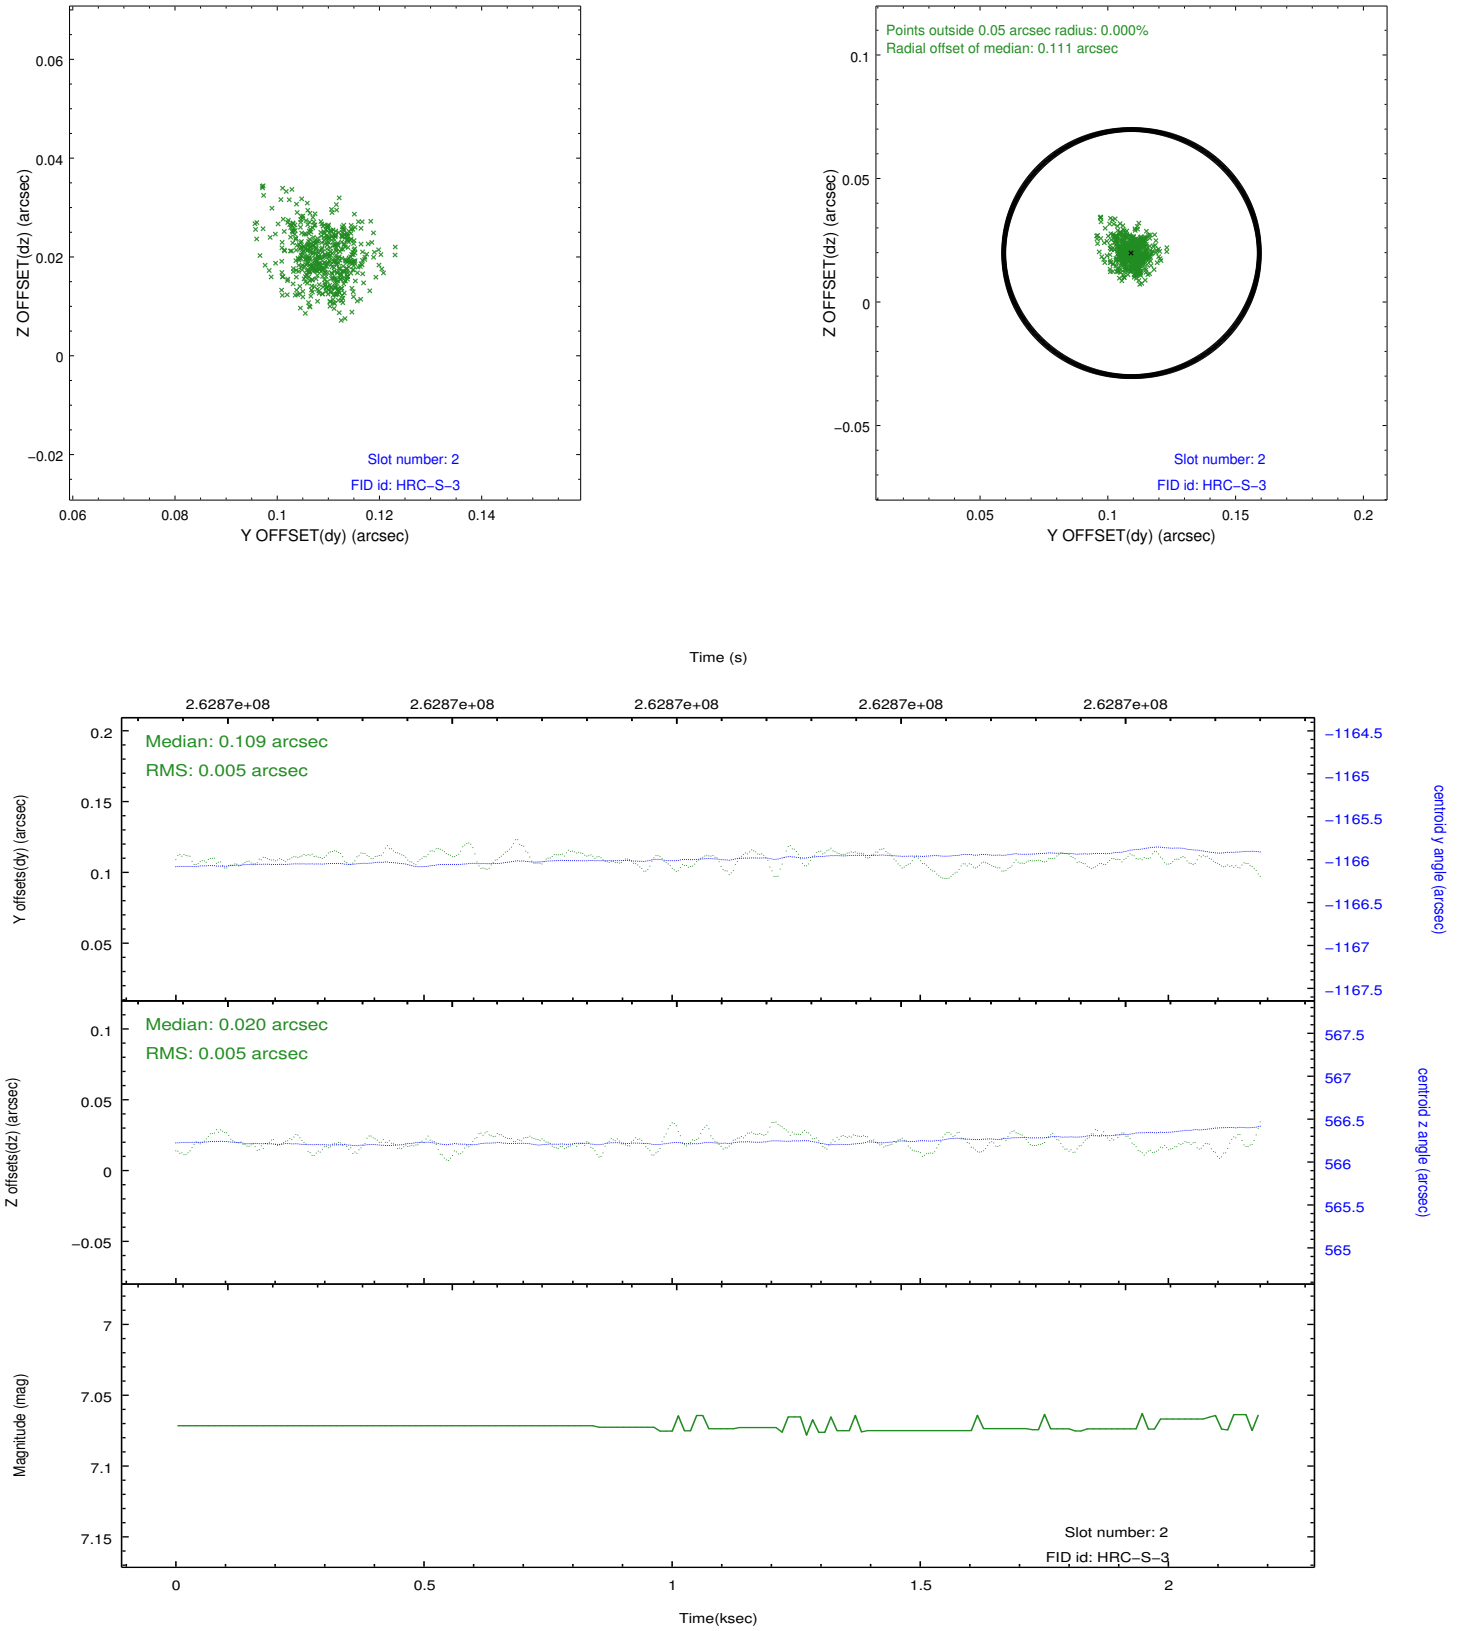 0.06
0.04
0.02
0
−0.02
Z OFFSET(dz) (arcsec)
Slot number: 2
FID id: HRC−S−3
0.06 0.08 0.1 0.12 0.14
Y OFFSET(dy) (arcsec)
Points outside 0.05 arcsec radius: 0.000%
Radial offset of median: 0.111 arcsec
0.1
0.05
0
−0.05
Z OFFSET(dz) (arcsec)
Slot number: 2
FID id: HRC−S−3
0.05 0.1 0.15 0.2
Y OFFSET(dy) (arcsec)
Time (s)
2.6287e+08 2.6287e+08 2.6287e+08 2.6287e+08 2.6287e+08
Median: 0.109 arcsec
RMS: 0.005 arcsec
0.2
0.15
0.1
0.05
Y offsets(dy) (arcsec)
−1164.5
−1165
−1165.5
−1166
−1166.5
−1167
−1167.5
centroid y angle (arcsec)
Median: 0.020 arcsec
RMS: 0.005 arcsec
0.1
0.05
0
−0.05
Z offsets(dz) (arcsec)
567.5
567
566.5
566
565.5
565
centroid z angle (arcsec)
7
7.05
7.1
7.15
Magnitude (mag)
Slot number: 2
FID id: HRC−S−3
0 0.5 1 1.5 2
Time(ksec)